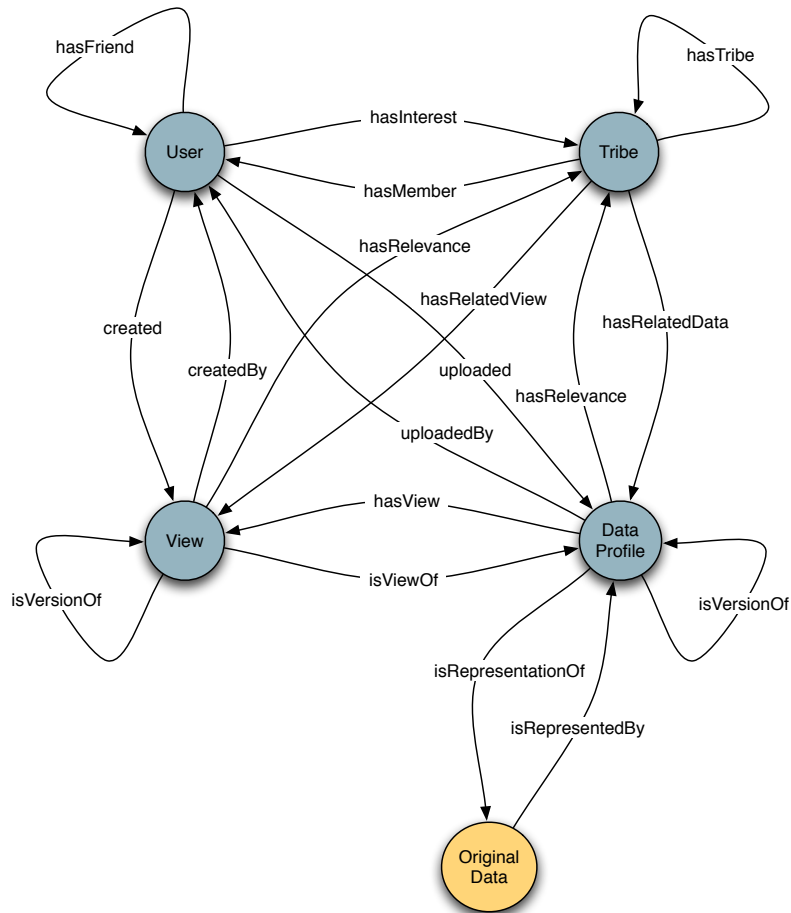 hasFriend
hasTribe
hasInterest
User
Tribe
hasMember
hasRelevance
hasRelatedView
hasRelatedData
created
createdBy
uploaded
hasRelevance
uploadedBy
hasView
View
Data
Profile
isViewOf
isVersionOf
isVersionOf
isRepresentationOf
isRepresentedBy
Original
Data